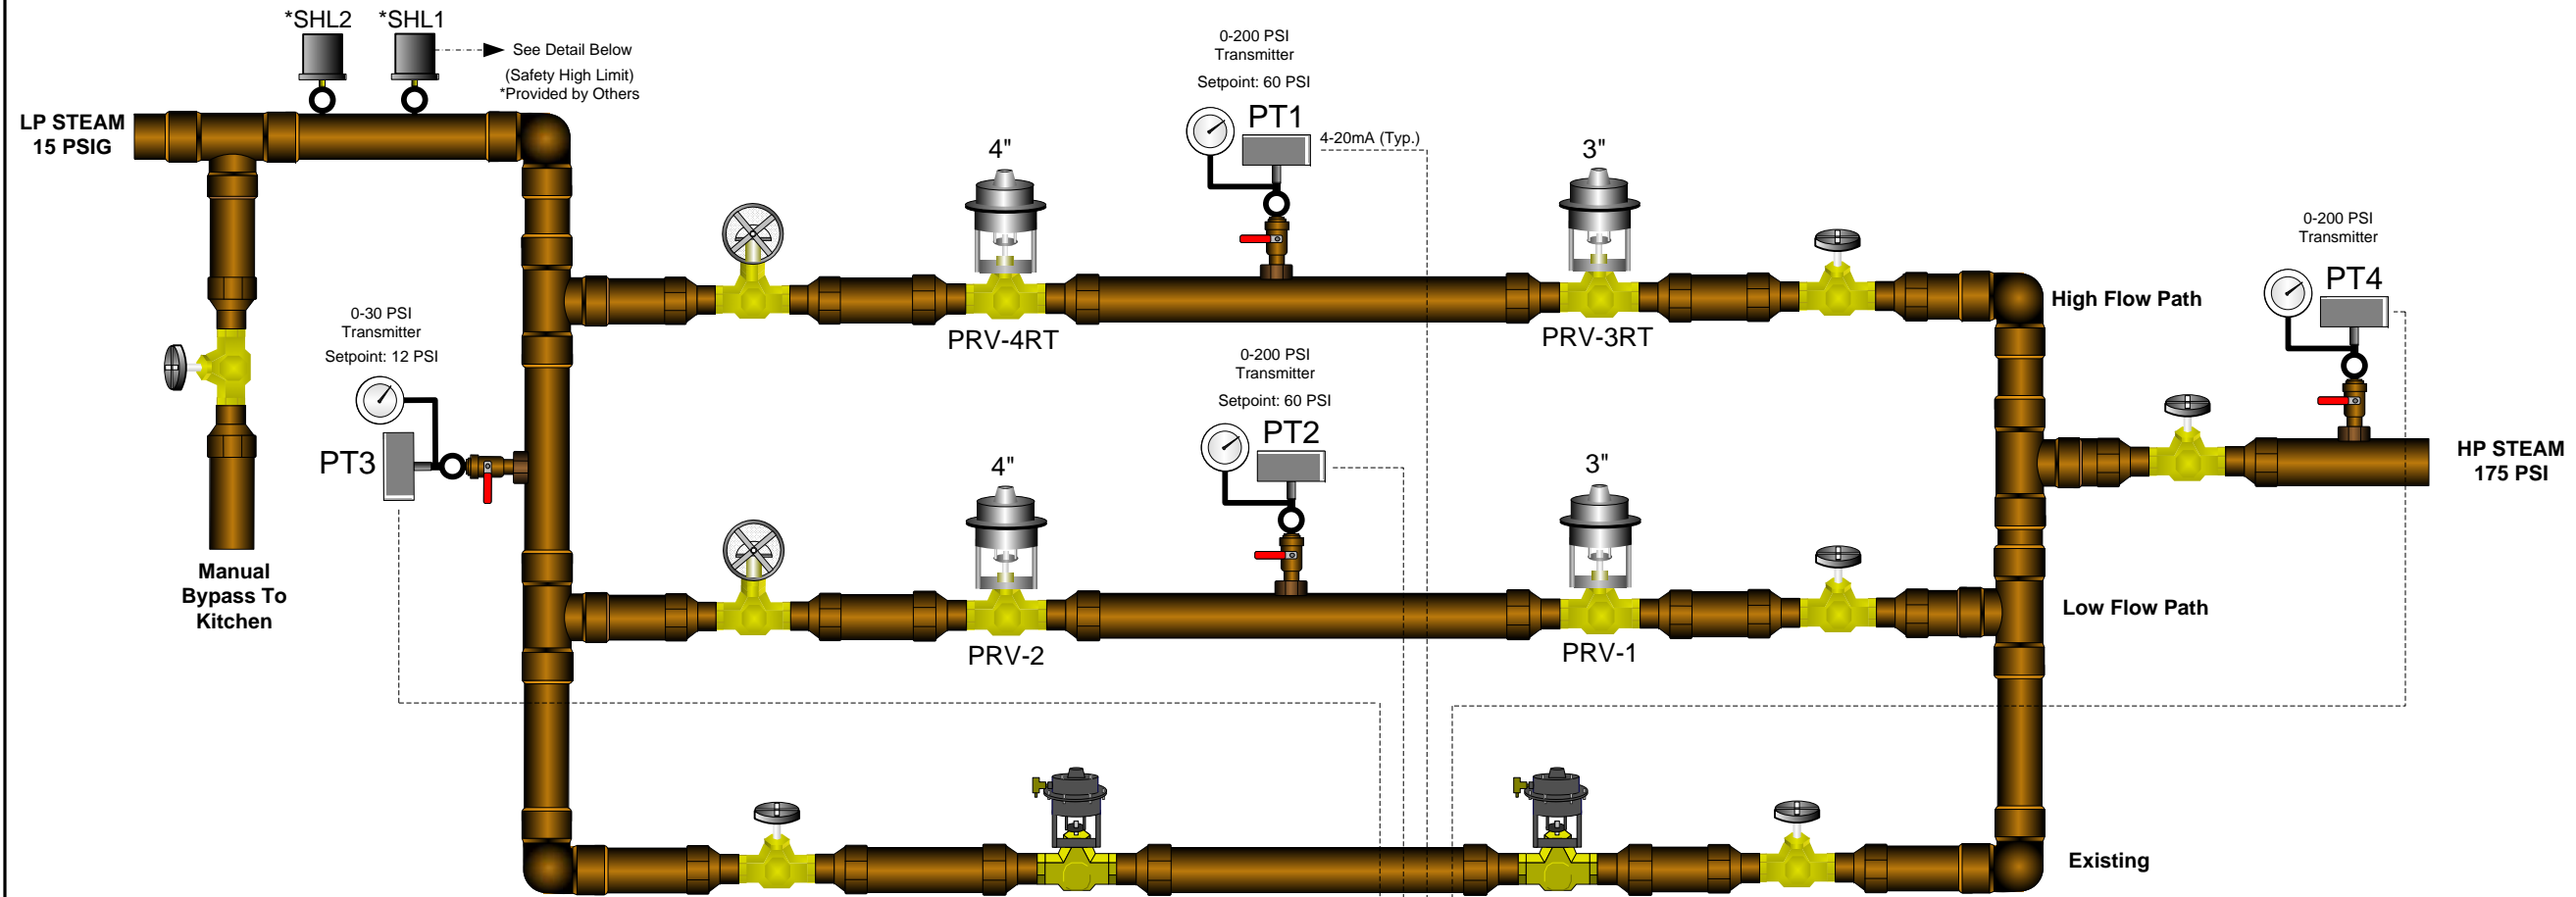 *SHL2
*SHL1
See Detail Below
(Safety High Limit)
*Provided by Others
LP STEAM
15 PSIG
0-200 PSI
Transmitter
Setpoint: 60 PSI
PT1
4-20mA (Typ.)
4"
3"
PRV-4RT
PRV-3RT
High Flow Path
0-200 PSI
Transmitter
PT4
0-30 PSI
Transmitter
Setpoint: 12 PSI
PT3
0-200 PSI
Transmitter
Setpoint: 60 PSI
PT2
4"
3"
HP STEAM
175 PSI
Manual
Bypass To
Kitchen
PRV-2
PRV-1
Low Flow Path
Existing